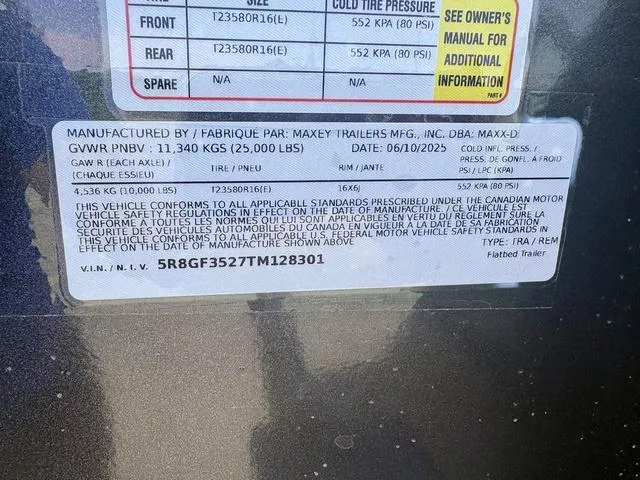 COLD TIRE PRESSURE
FRONT T23580R16(E) 552 KPA (80 PSI)
REAR T23580R16(E) 552 KPA (80 PSI)
SPARE N/A N/A
SEE OWNER'S
MANUAL FOR
ADDITIONAL
INFORMATION
PART #
MANUFACTURED BY / FABRIQUE PAR: MAXEY TRAILERS MFG., INC. DBA: MAXX-D
GVWR PNBV : 11,340 KGS (25,000 LBS) DATE: 06/10/2025
GAW R (EACH AXLE) /
(CHAQUE ESSIEU)
TIRE / PNEU
RIM / JANTE
COLD INFL. PRESS. /
PRESS. DE GONFL. A FROID
PSI / LPC (KPA)
4,536 KG (10,000 LBS) T23580R16(E) 16X6J 552 KPA (80 PSI)
THIS VEHICLE CONFORMS TO ALL APPLICABLE STANDARDS PRESCRIBED UNDER THE CANADIAN MOTOR
VEHICLE SAFETY REGULATIONS IN EFFECT ON THE DATE OF MANUFACTURE. / CE VEHICULE EST
CONFORME A TOUTES LES NORMES QUI LUI SONT APPLICABLES EN VERTU DU REGLEMENT SUR LA
SECURITE DES VEHICULES AUTOMOBILES DU CANADA EN VIGUEUR A LA DATE DE SA FABRICATION
THIS VEHICLE CONFORMS TO ALL APPLICABLE U.S. FEDERAL MOTOR VEHICLE SAFETY STANDARDS IN
EFFECT ON THE DATE OF MANUFACTURE SHOWN ABOVE
TYPE: TRA / REM
V.I.N. / N. I. V. 5R8GF3527TM128301
Flatbed Trailer